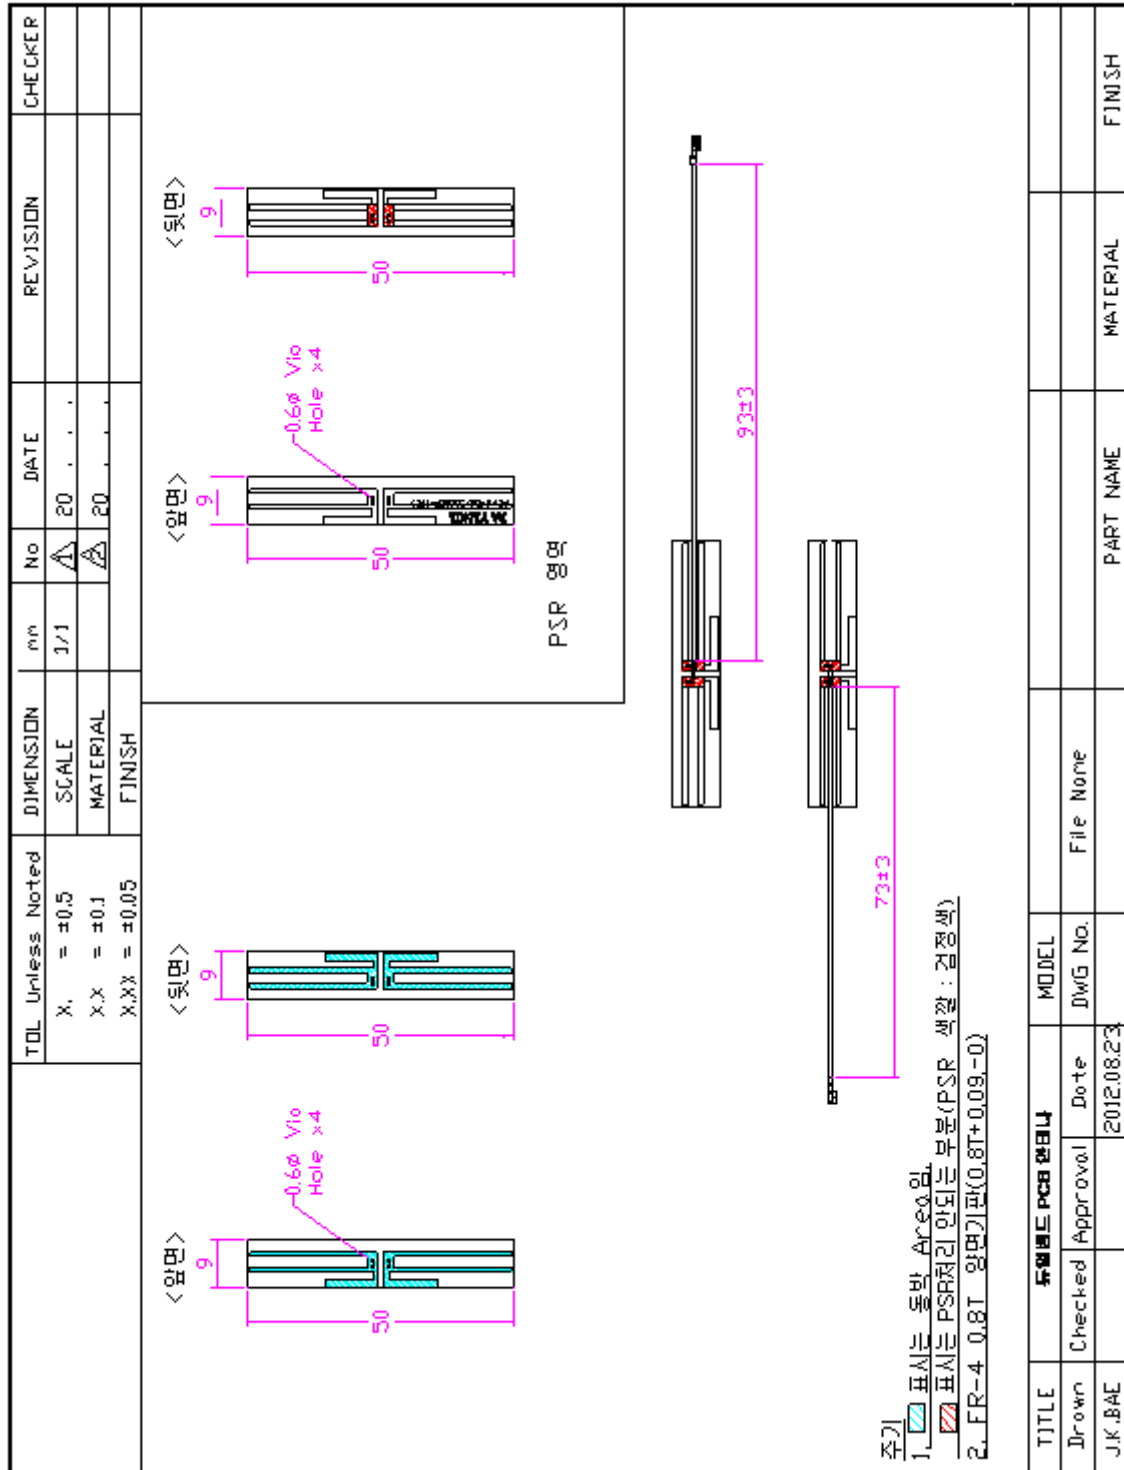 TOL Unless Noted DIMENSION mm No DATE REVISION CHECKER
X. = ±0.5 SCALE 1/1 1 20 . . .
X.X = ±0.1 MATERIAL 2 20 . . .
X.XX = ±0.05 FINISH
<앞면>
9
50
0.6ø Via
Hole x4
<뒷면>
9
50
<앞면>
9
50
0.6ø Via
Hole x4
<뒷면>
9
50
PSR 영역
93±3
73±3
주기
1. 표시는 동박 Area 임.
표시는 PSR처리 안되는 부분(PSR 색깔 : 검정색)
2. FR-4 0.8T 양면기판(0.8T+0.09,-0)
TITLE 듀얼밴드 PCB 안테나 MODEL
Drawn Checked Approval Date DWG No. File Name PART NAME MATERIAL FINISH
J.K.BAE 2012.08.23